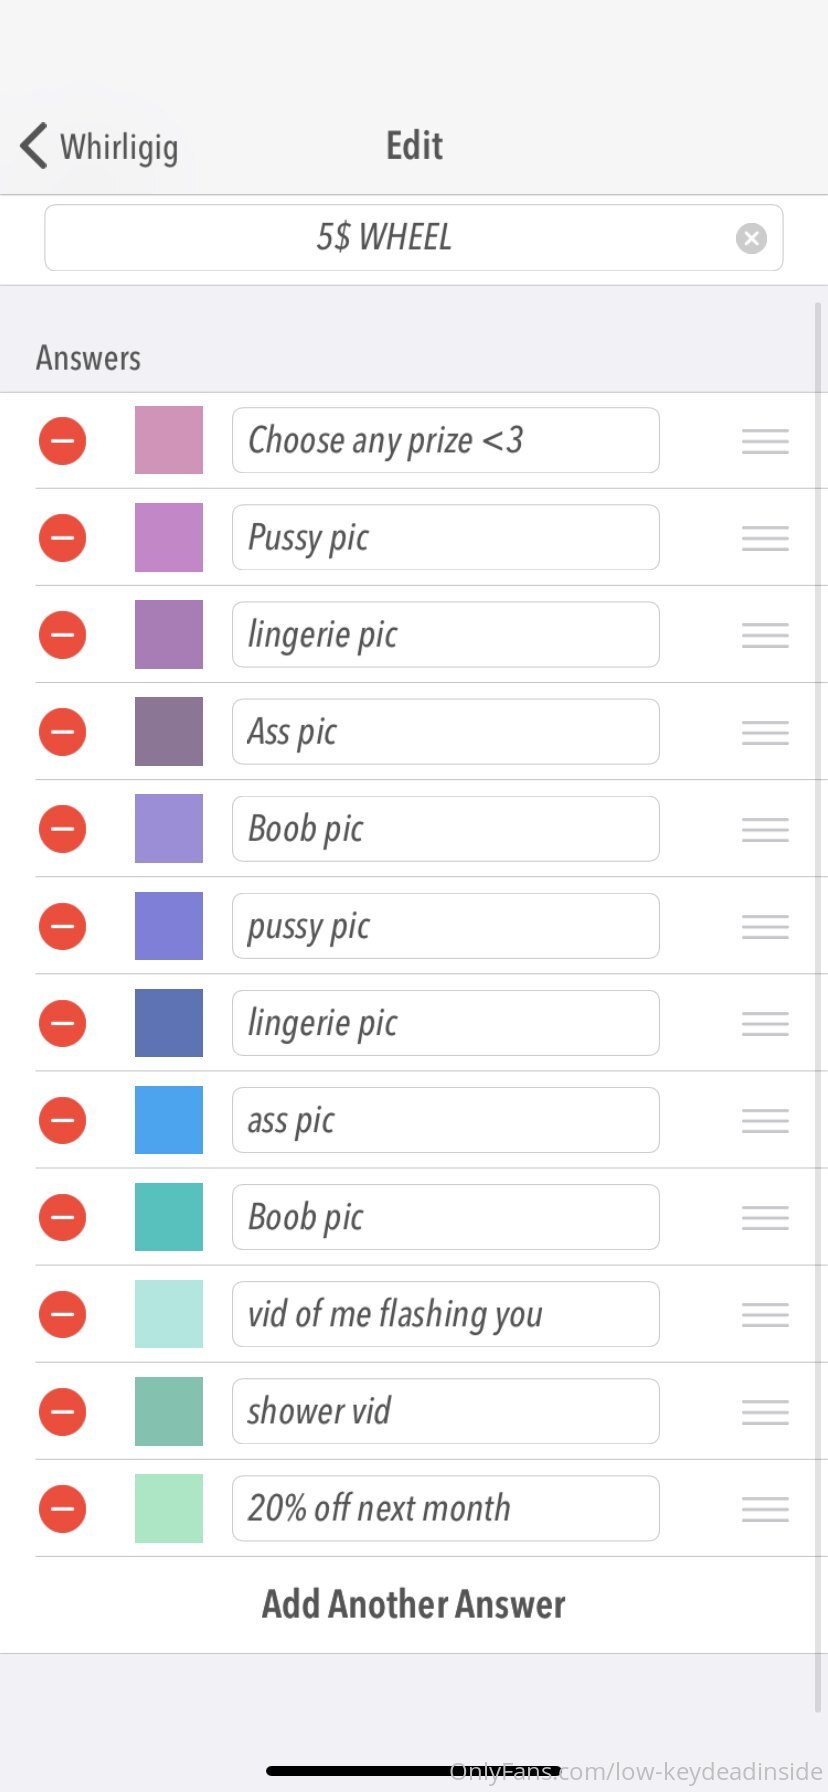 Whirligig
Edit
5$ WHEEL
Answers
Choose any prize <3
Pussy pic
lingerie pic
Ass pic
Boob pic
pussy pic
lingerie pic
ass pic
Boob pic
vid of me flashing you
shower vid
20% off next month
Add Another Answer
OnlyFans.com/low-keydeadinside